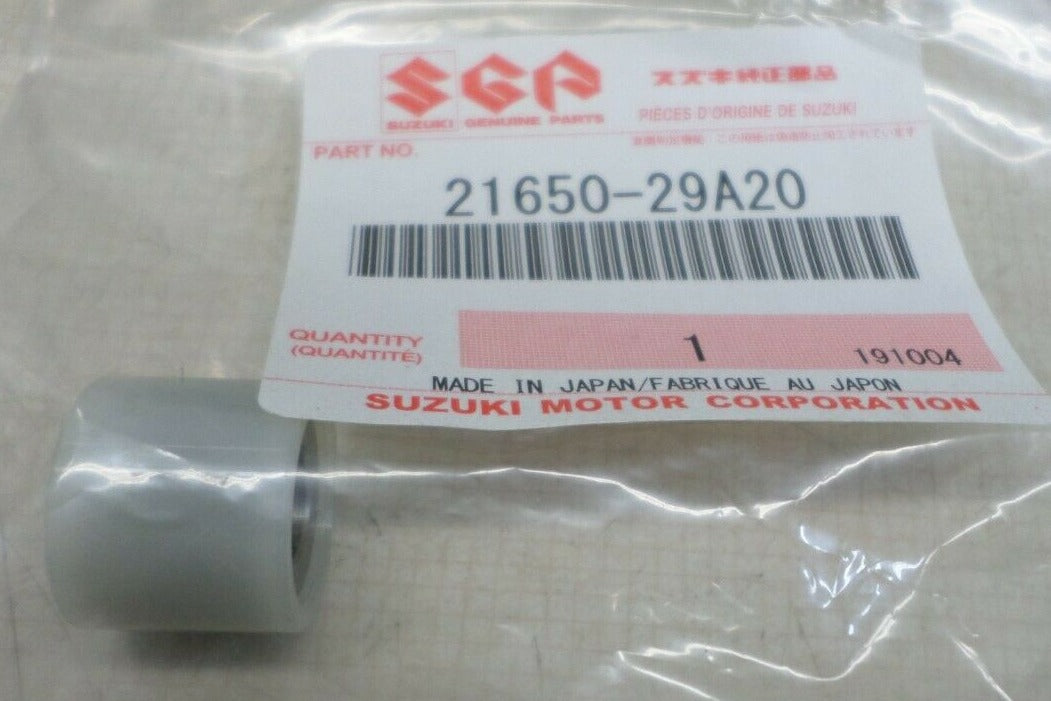 SGP スズキ純正部品
SUZUKI GENUINE PARTS PIÈCES D'ORIGINE DE SUZUKI
PART NO.
21650-29A20
QUANTITY 1 191004
(QUANTITÉ)
MADE IN JAPAN/FABRIQUE AU JAPON
SUZUKI MOTOR CORPORATION